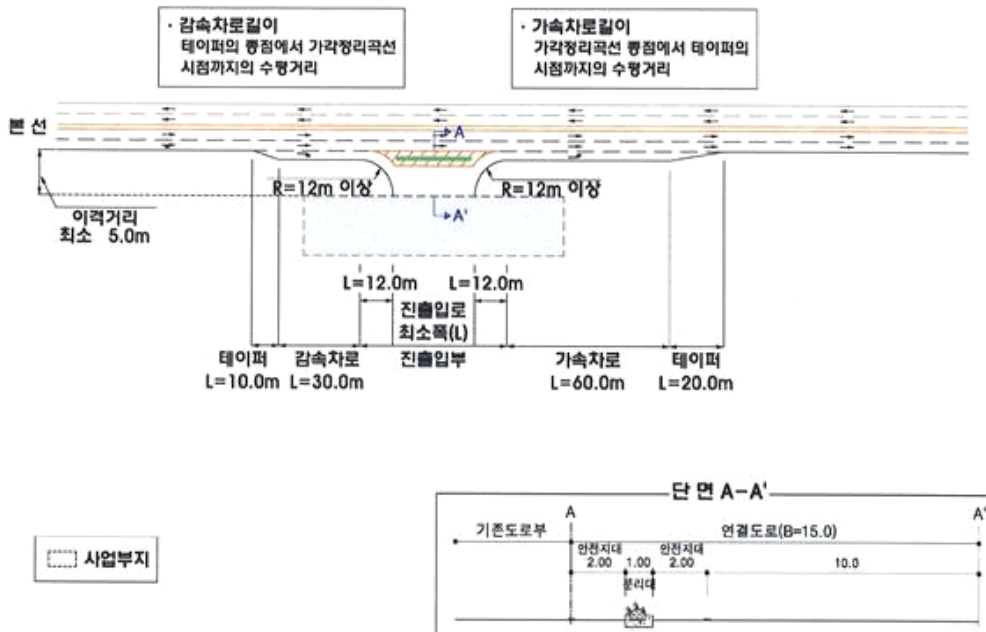 · 감속차로길이
테이퍼의 종점에서 가각정리곡선
시점까지의 수평거리
· 가속차로길이
가각정리곡선 종점에서 테이퍼의
시점까지의 수평거리
본 선
A
R=12m 이상
R=12m 이상
A'
이격거리
최소 5.0m
L=12.0m
L=12.0m
진출입로
최소폭(L)
테이퍼
감속차로
진출입부
가속차로
테이퍼
L=10.0m
L=30.0m
L=60.0m
L=20.0m
단 면 A-A'
A
A'
기존도로부
연결도로(B=15.0)
안전지대
안전지대
2.00
1.00
2.00
10.0
분리대
사업부지